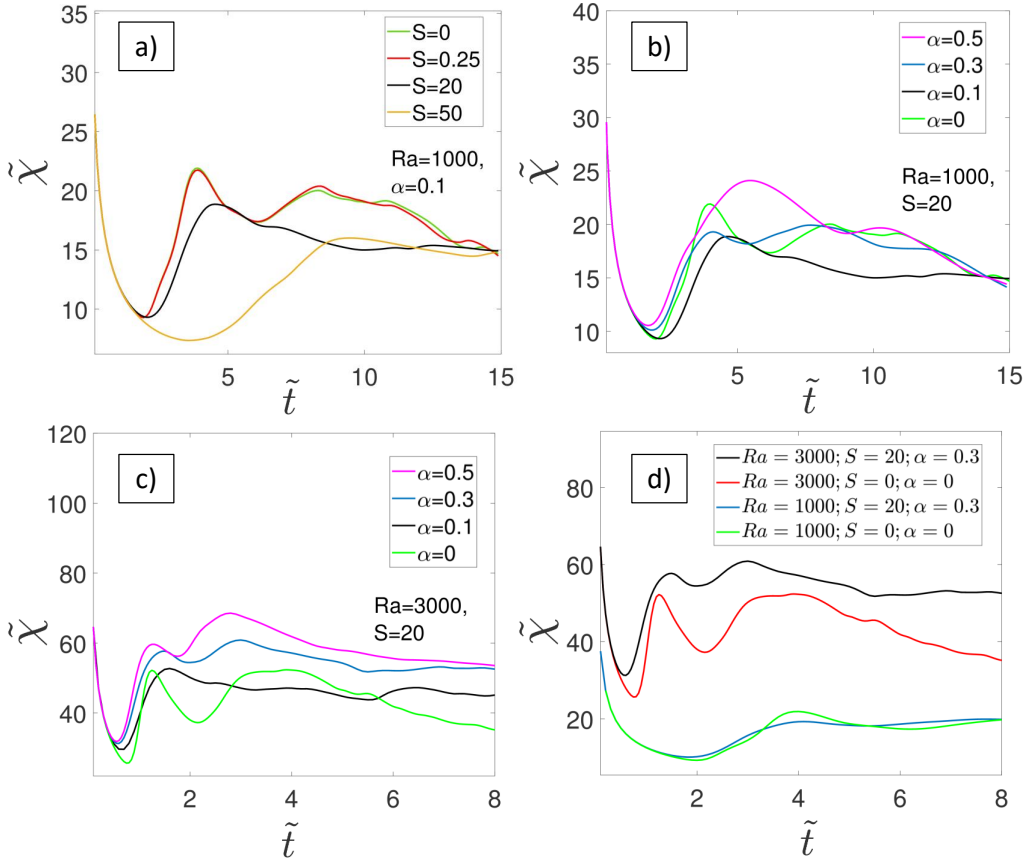 a)
35
30
25
20
15
10
5
10
15
χ̃
t̃
S=0
S=0.25
S=20
S=50
Ra=1000,
α=0.1
b)
40
35
30
25
20
15
10
5
10
15
χ̃
t̃
α=0.5
α=0.3
α=0.1
α=0
Ra=1000,
S=20
c)
120
100
80
60
40
2
4
6
8
χ̃
t̃
α=0.5
α=0.3
α=0.1
α=0
Ra=3000,
S=20
d)
80
60
40
20
0
2
4
6
8
χ̃
t̃
Ra = 3000; S = 20; α = 0.3
Ra = 3000; S = 0; α = 0
Ra = 1000; S = 20; α = 0.3
Ra = 1000; S = 0; α = 0